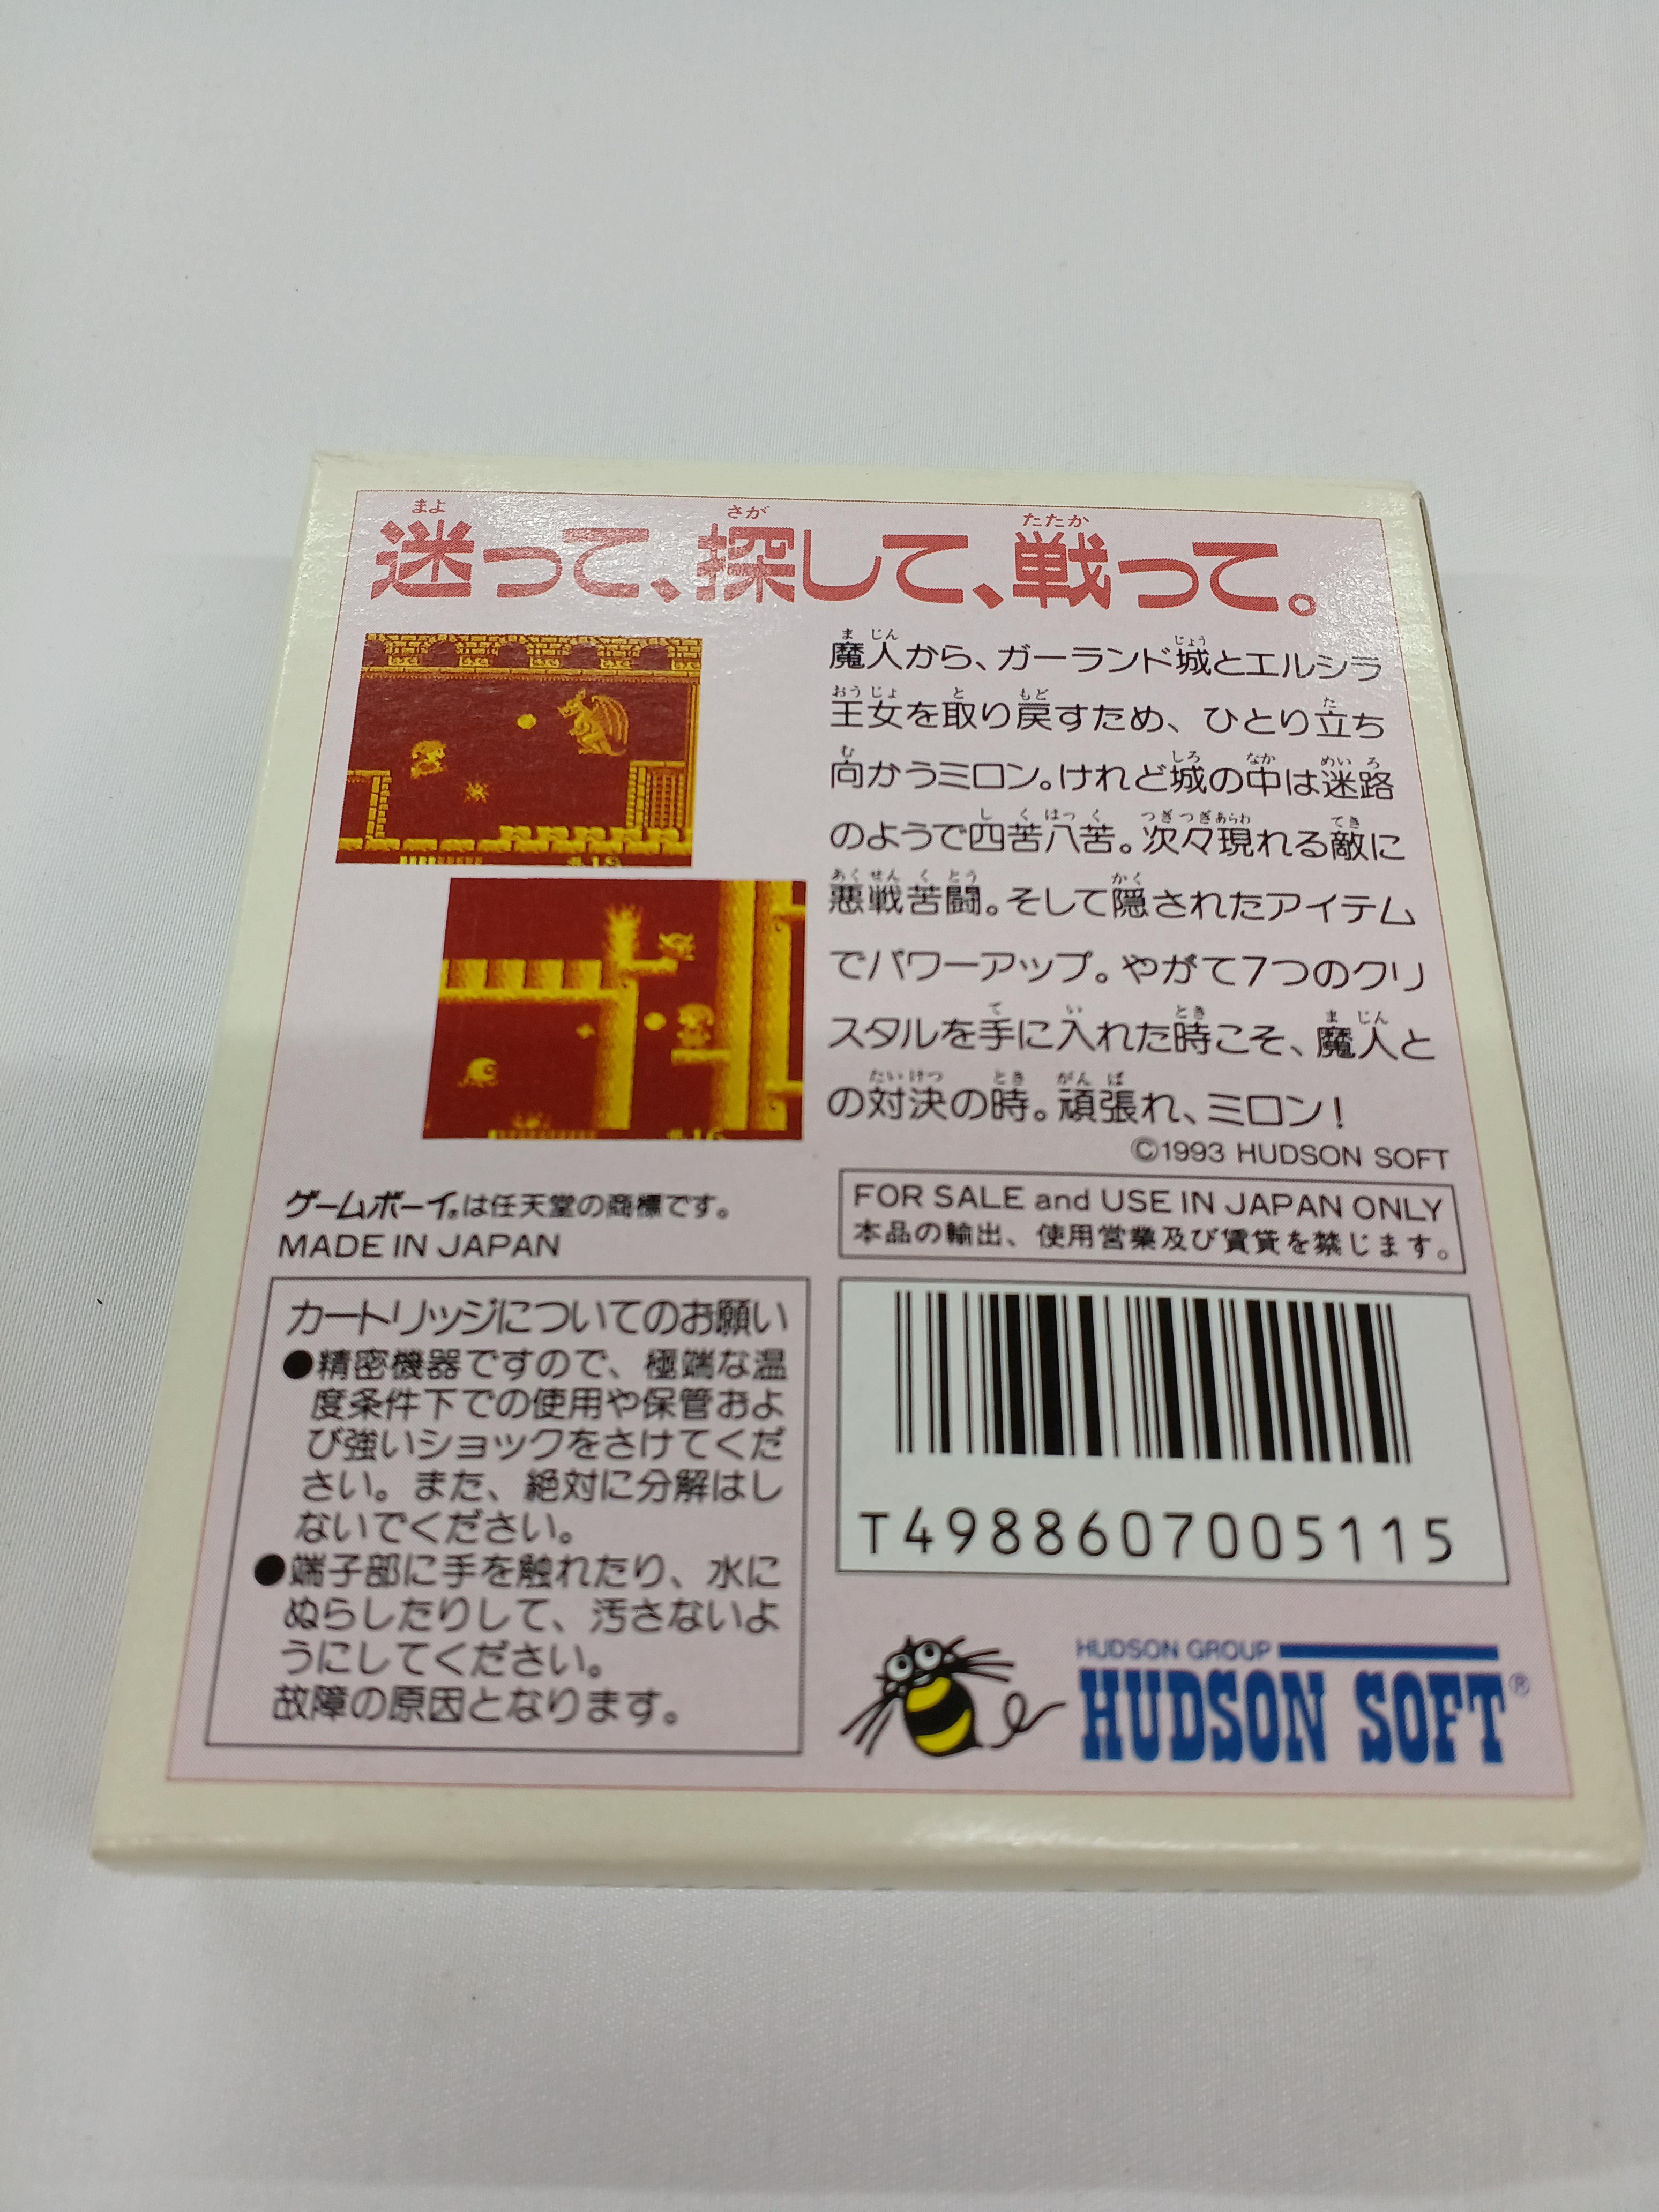 迷って、探して、戦って。
魔人から、ガーランド城とエルシラ
王女を取り戻すため、ひとり立ち
向かうミロン。けれど城の中は迷路
のようで四苦八苦。次々現れる敵に
悪戦苦闘。そして隠されたアイテム
でパワーアップ。やがて7つのクリ
スタルを手に入れた時こそ、魔人と
の対決の時。頑張れ、ミロン!
©1993 HUDSON SOFT
ゲームボーイ®は任天堂の商標です。
MADE IN JAPAN
FOR SALE and USE IN JAPAN ONLY
本品の輸出、使用営業及び賃貸を禁じます。
カートリッジについてのお願い
●精密機器ですので、極端な温
度条件下での使用や保管およ
び強いショックをさけてくだ
さい。また、絶対に分解はし
ないでください。
●端子部に手を触れたり、水に
ぬらしたりして、汚さないよ
うにしてください。
故障の原因となります。
T4988607005115
HUDSON GROUP
HUDSON SOFT®